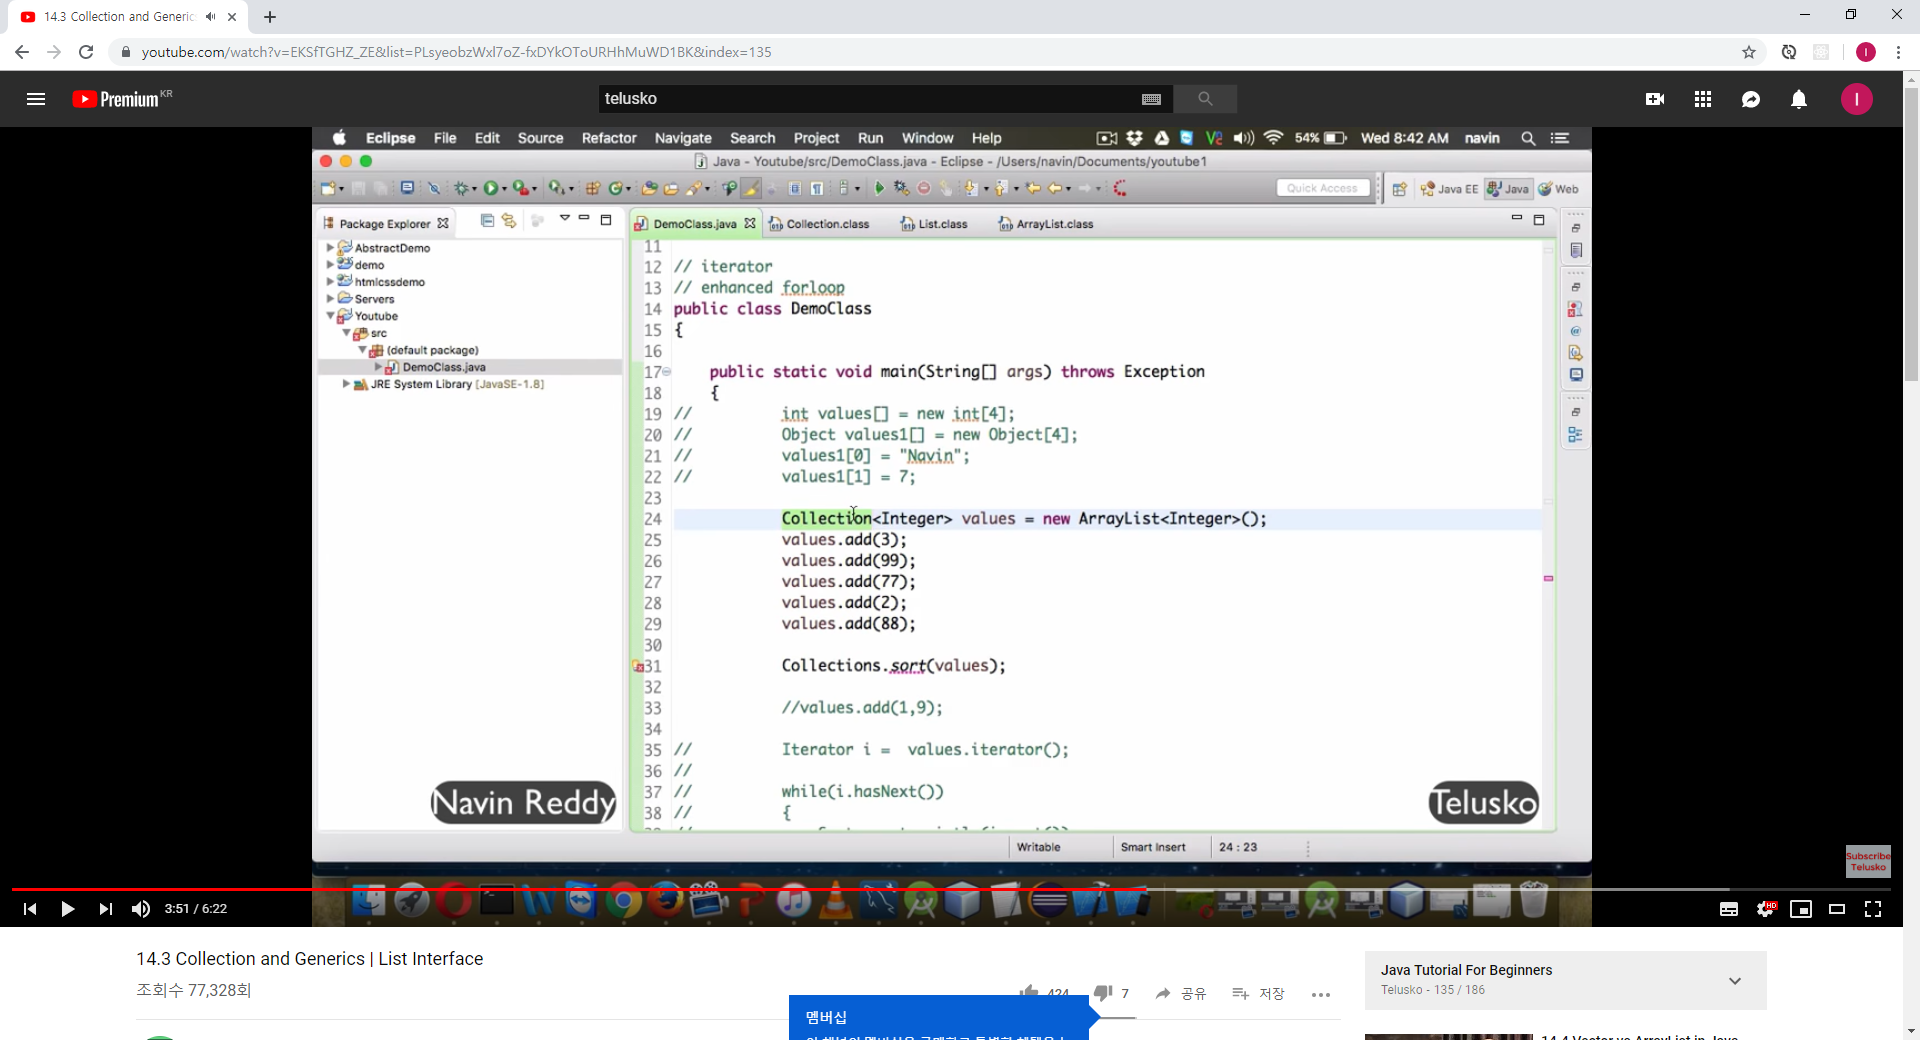 14.3 Collection and Generic
youtube.com/watch?v=EKSfTGHZ_ZE&list=PLsyeobzWxl7oZ-fxDYkOToURHhMuWD1BK&index=135
Premium KR
telusko
I
Eclipse File Edit Source Refactor Navigate Search Project Run Window Help 54% Wed 8:42 AM navin
Java - Youtube/src/DemoClass.java - Eclipse - /Users/navin/Documents/youtube1
Quick Access Java EE Java Web
Package Explorer
AbstractDemo
demo
htmlcssdemo
Servers
Youtube
src
(default package)
DemoClass.java
JRE System Library [JavaSE-1.8]
DemoClass.java Collection.class List.class ArrayList.class
11
12 // iterator
13 // enhanced forloop
14 public class DemoClass
15 {
16
17 public static void main(String[] args) throws Exception
18 {
19 // int values[] = new int[4];
20 // Object values1[] = new Object[4];
21 // values1[0] = "Navin";
22 // values1[1] = 7;
23
24 Collection<Integer> values = new ArrayList<Integer>();
25 values.add(3);
26 values.add(99);
27 values.add(77);
28 values.add(2);
29 values.add(88);
30
31 Collections.sort(values);
32
33 //values.add(1,9);
34
35 // Iterator i = values.iterator();
36 //
37 // while(i.hasNext())
38 // {
Navin Reddy
Telusko
Writable Smart Insert 24 : 23
Subscribe
Telusko
3:51 / 6:22
HD
14.3 Collection and Generics | List Interface
조회수 77,328회
424 7 공유 저장
멤버십
Java Tutorial For Beginners
Telusko - 135 / 186
14.4 Vector vs ArrayList in Java